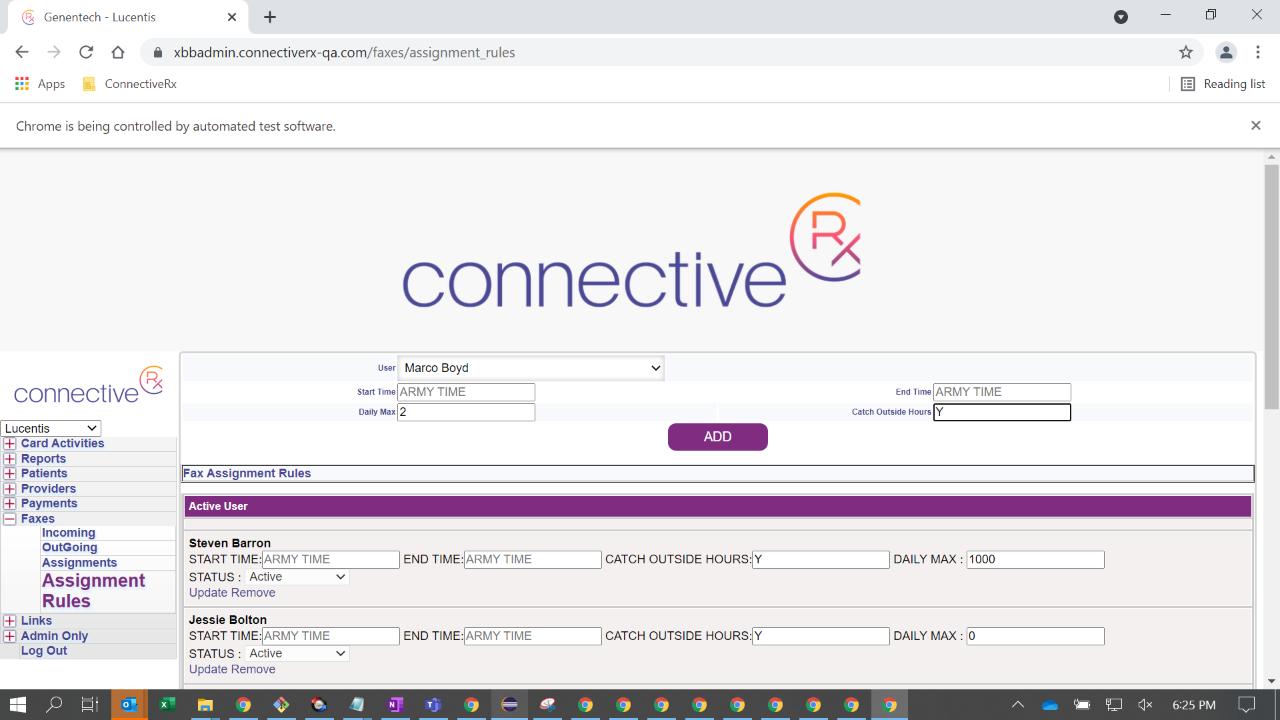 Genentech - Lucentis
xbbadmin.connectiverx-qa.com/faxes/assignment_rules
Apps ConnectiveRx Reading list
Chrome is being controlled by automated test software.
connective Rx
connective Rx
Lucentis
Card Activities
Reports
Patients
Providers
Payments
Faxes
Incoming
OutGoing
Assignments
Assignment
Rules
Links
Admin Only
Log Out
User Marco Boyd
Start Time ARMY TIME End Time ARMY TIME
Daily Max 2 Catch Outside Hours Y
ADD
Fax Assignment Rules
Active User
Steven Barron
START TIME: ARMY TIME END TIME: ARMY TIME CATCH OUTSIDE HOURS: Y DAILY MAX : 1000
STATUS : Active
Update Remove
Jessie Bolton
START TIME: ARMY TIME END TIME: ARMY TIME CATCH OUTSIDE HOURS: Y DAILY MAX : 0
STATUS : Active
Update Remove
6:25 PM